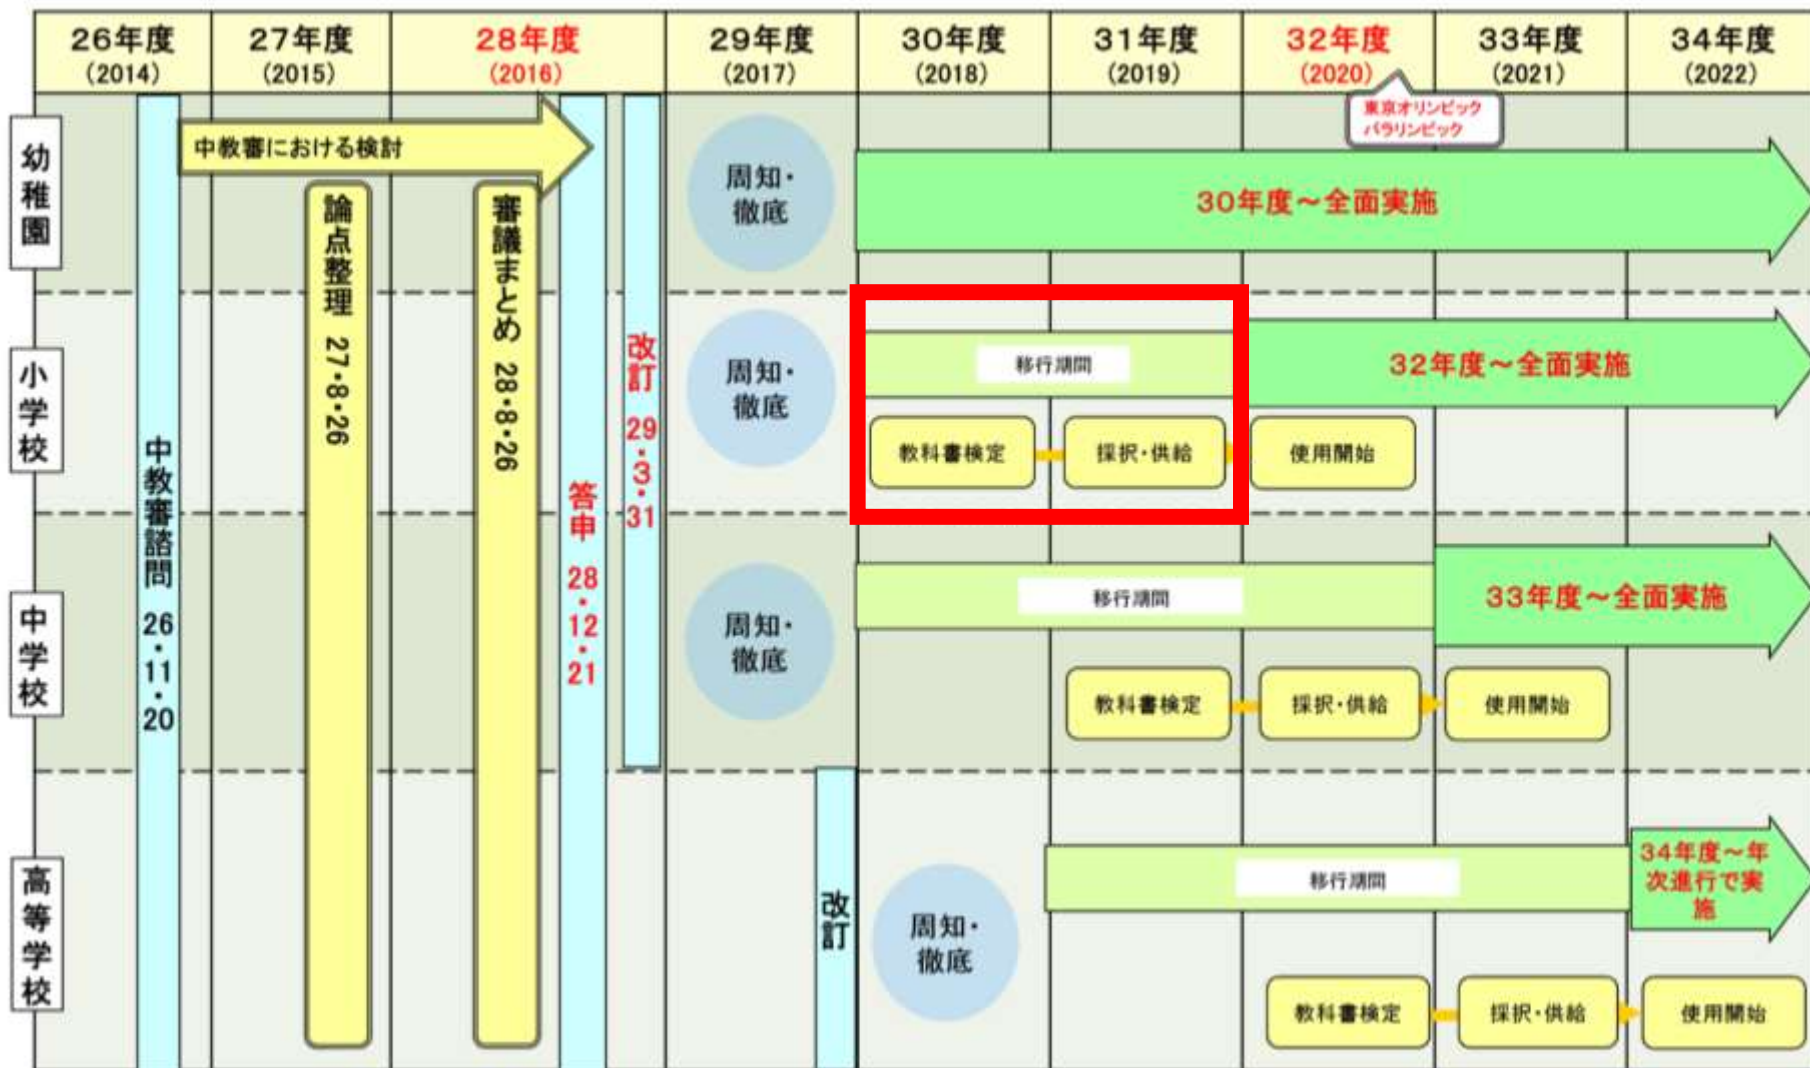 26年度
(2014)
27年度
(2015)
28年度
(2016)
29年度
(2017)
30年度
(2018)
31年度
(2019)
32年度
(2020)
33年度
(2021)
34年度
(2022)
東京オリンピック
パラリンピック
幼稚園
中教審における検討
周知・
徹底
30年度～全面実施
中教審諮問 26・11・20
論点整理 27・8・26
審議まとめ 28・8・26
答申 28・12・21
改訂 29・3・31
小学校
周知・
徹底
移行期間
32年度～全面実施
教科書検定
採択・供給
使用開始
中学校
周知・
徹底
移行期間
33年度～全面実施
教科書検定
採択・供給
使用開始
高等学校
改訂
周知・
徹底
移行期間
34年度～年
次進行で実
施
教科書検定
採択・供給
使用開始